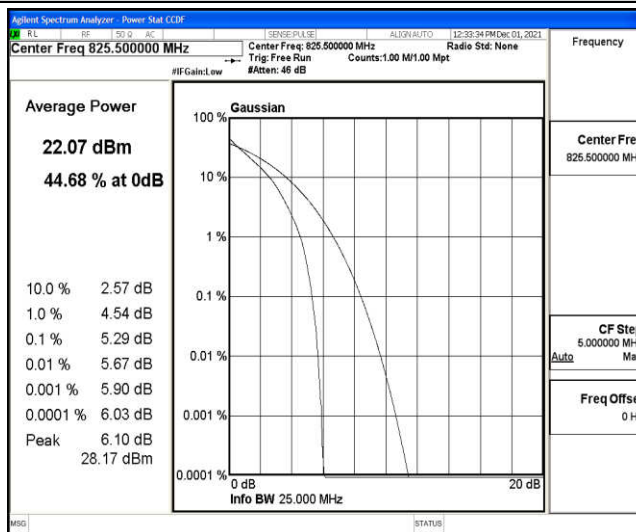 Agilent Spectrum Analyzer - Power Stat CCDF
RL RF 50 Ω AC SENSE:PULSE ALIGN AUTO 12:33:34 PM Dec 01, 2021
Center Freq 825.500000 MHz
Center Freq: 825.500000 MHz
Radio Std: None
Trig: Free Run
Counts:1.00 M/1.00 Mpt
#IFGain:Low
#Atten: 46 dB
Frequency
Average Power
22.07 dBm
44.68 % at 0dB
10.0 % 2.57 dB
1.0 % 4.54 dB
0.1 % 5.29 dB
0.01 % 5.67 dB
0.001 % 5.90 dB
0.0001 % 6.03 dB
Peak 6.10 dB
28.17 dBm
Gaussian
100 %
10 %
1 %
0.1 %
0.01 %
0.001 %
0.0001 %
0 dB
20 dB
Info BW 25.000 MHz
Center Fre
825.500000 MH
CF Ste
5.000000 MH
Auto Ma
Freq Offse
0 H
MSG
STATUS